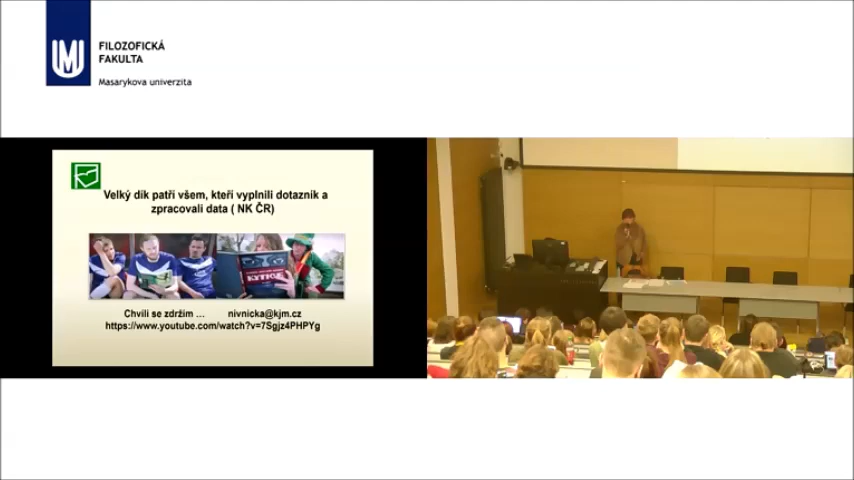 FILOZOFICKÁ
FAKULTA
Masarykova univerzita
Velký dík patří všem, kteří vyplnili dotazník a
zpracovali data ( NK ČR)
KYTICE
Chvíli se zdržím … nivnicka@kjm.cz
https://www.youtube.com/watch?v=7Sgjz4PHPYg